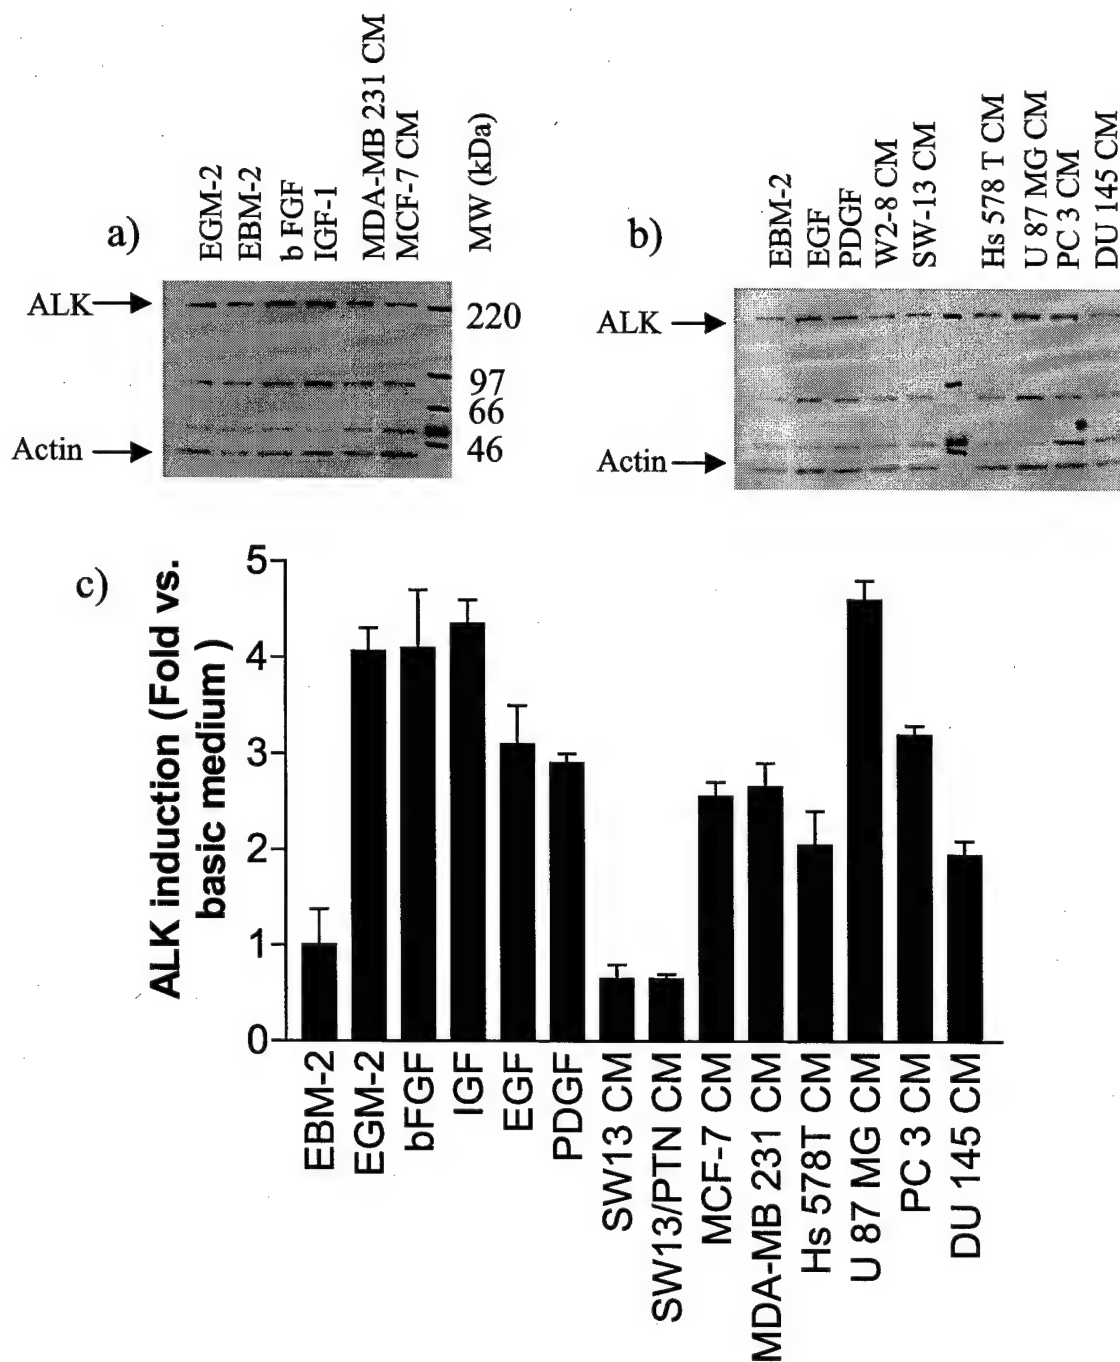 a)
EGM-2
EBM-2
b FGF
IGF-1
MDA-MB 231 CM
MCF-7 CM
MW (kDa)
ALK
Actin
220
97
66
46
b)
EBM-2
EGF
PDGF
W2-8 CM
SW-13 CM
Hs 578 T CM
U 87 MG CM
PC 3 CM
DU 145 CM
ALK
Actin
c)
ALK induction (Fold vs.
basic medium )
5
4
3
2
1
0
EBM-2
EGM-2
bFGF
IGF
EGF
PDGF
SW13 CM
SW13/PTN CM
MCF-7 CM
MDA-MB 231 CM
Hs 578T CM
U 87 MG CM
PC 3 CM
DU 145 CM